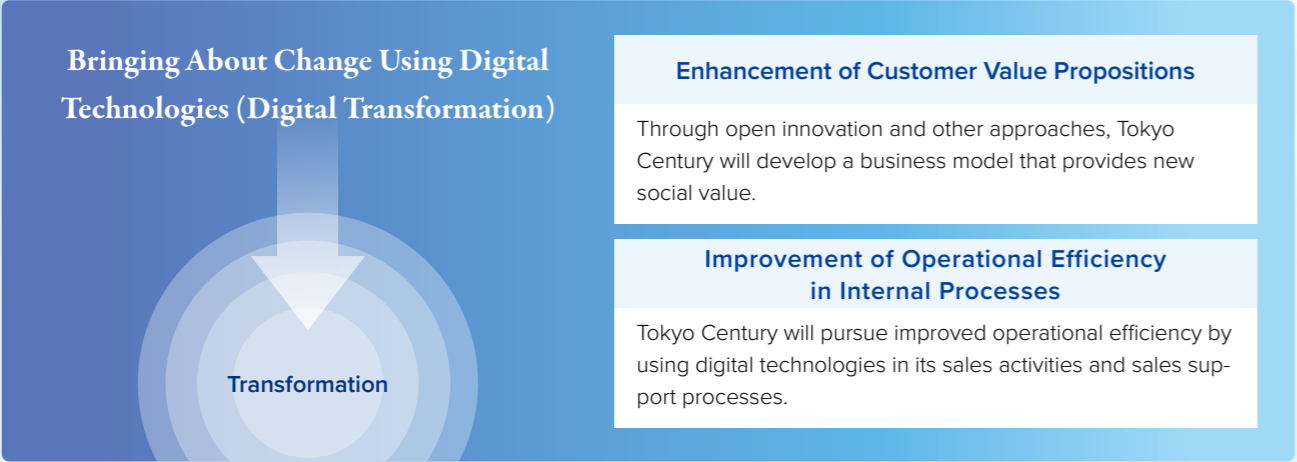 Bringing About Change Using Digital
Technologies (Digital Transformation)
Transformation
Enhancement of Customer Value Propositions
Through open innovation and other approaches, Tokyo
Century will develop a business model that provides new
social value.
Improvement of Operational Efficiency
in Internal Processes
Tokyo Century will pursue improved operational efficiency by
using digital technologies in its sales activities and sales sup-
port processes.